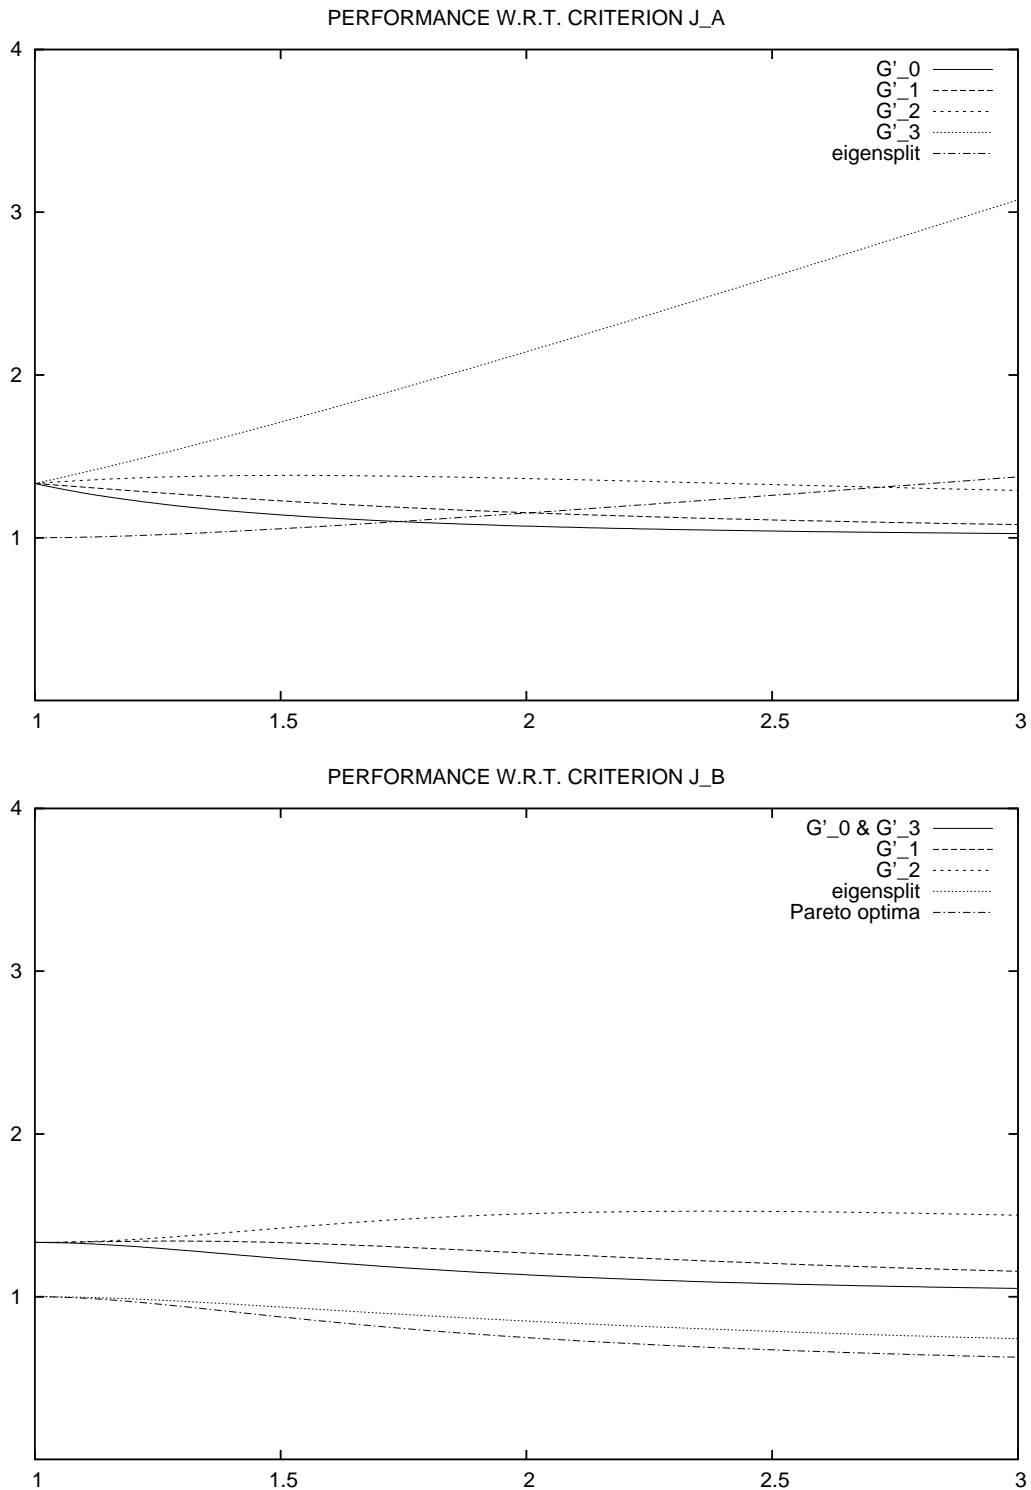 PERFORMANCE W.R.T. CRITERION J_A
4
G'_0
G'_1
G'_2
G'_3
eigensplit
3
2
1
1 1.5 2 2.5 3
PERFORMANCE W.R.T. CRITERION J_B
4
G'_0 & G'_3
G'_1
G'_2
eigensplit
Pareto optima
3
2
1
1 1.5 2 2.5 3